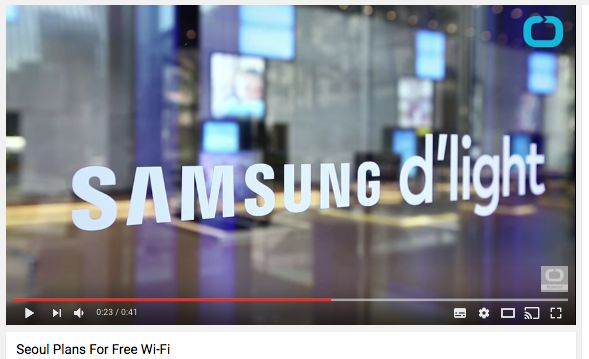 SAMSUNG d'light
0:23 / 0:41
Seoul Plans For Free Wi-Fi